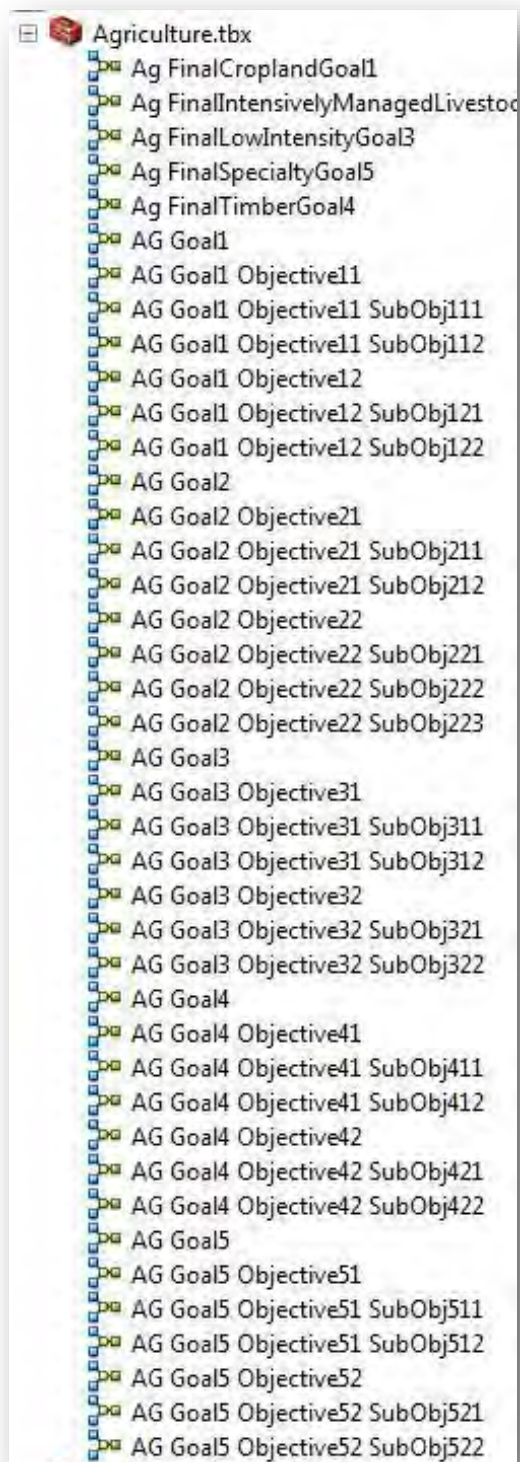 Agriculture.tbx
Ag FinalCroplandGoal1
Ag FinalIntensivelyManagedLivestoc
Ag FinalLowIntensityGoal3
Ag FinalSpecialtyGoal5
Ag FinalTimberGoal4
AG Goal1
AG Goal1 Objective11
AG Goal1 Objective11 SubObj111
AG Goal1 Objective11 SubObj112
AG Goal1 Objective12
AG Goal1 Objective12 SubObj121
AG Goal1 Objective12 SubObj122
AG Goal2
AG Goal2 Objective21
AG Goal2 Objective21 SubObj211
AG Goal2 Objective21 SubObj212
AG Goal2 Objective22
AG Goal2 Objective22 SubObj221
AG Goal2 Objective22 SubObj222
AG Goal2 Objective22 SubObj223
AG Goal3
AG Goal3 Objective31
AG Goal3 Objective31 SubObj311
AG Goal3 Objective31 SubObj312
AG Goal3 Objective32
AG Goal3 Objective32 SubObj321
AG Goal3 Objective32 SubObj322
AG Goal4
AG Goal4 Objective41
AG Goal4 Objective41 SubObj411
AG Goal4 Objective41 SubObj412
AG Goal4 Objective42
AG Goal4 Objective42 SubObj421
AG Goal4 Objective42 SubObj422
AG Goal5
AG Goal5 Objective51
AG Goal5 Objective51 SubObj511
AG Goal5 Objective51 SubObj512
AG Goal5 Objective52
AG Goal5 Objective52 SubObj521
AG Goal5 Objective52 SubObj522